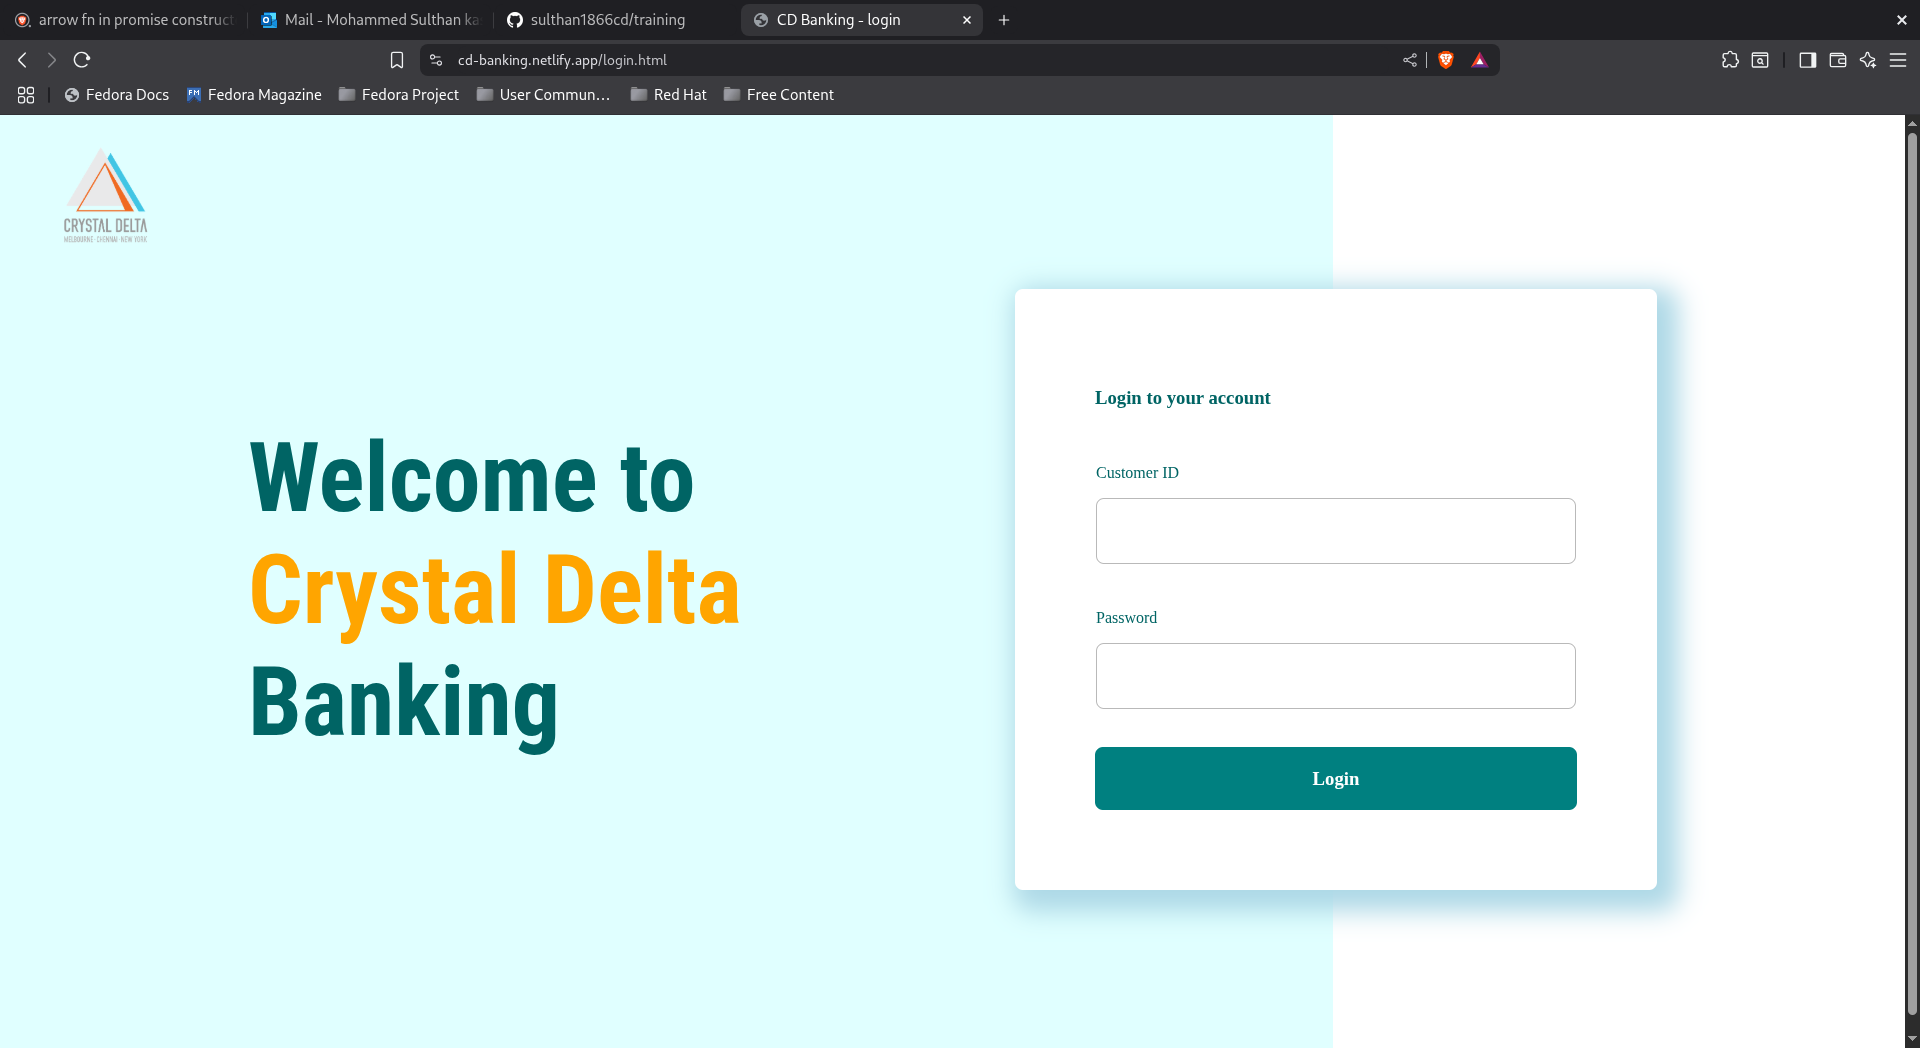 arrow fn in promise construct
Mail - Mohammed Sulthan ka
sulthan1866cd/training
CD Banking - login
cd-banking.netlify.app/login.html
Fedora Docs
Fedora Magazine
Fedora Project
User Commun…
Red Hat
Free Content
CRYSTAL DELTA
MELBOURNE · CHENNAI · NEW YORK
Welcome to
Crystal Delta
Banking
Login to your account
Customer ID
Password
Login